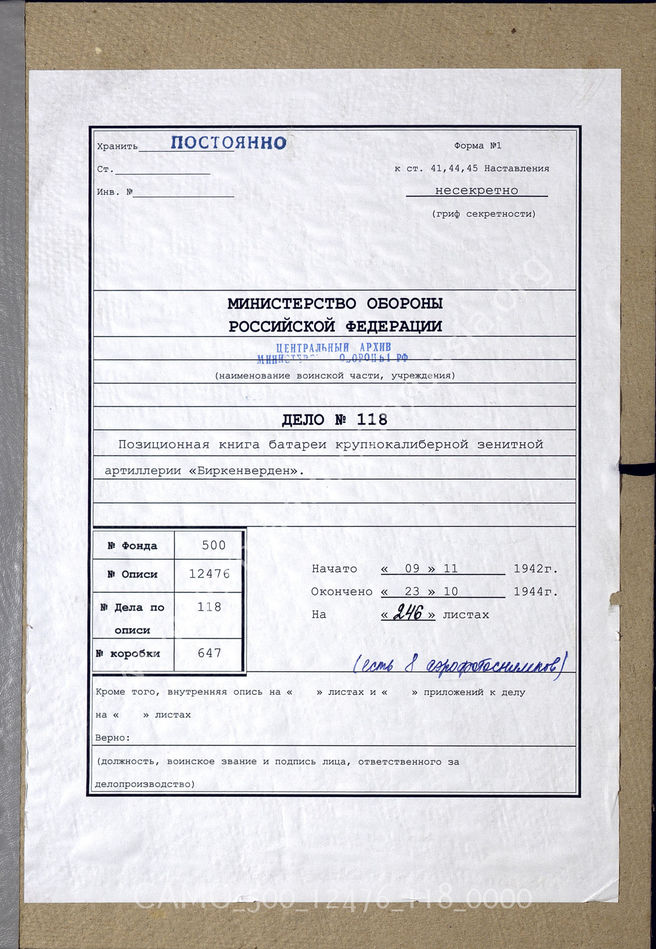 Хранить ПОСТОЯННО
Форма №1
Ст.
к ст. 41,44,45 Наставления
Инв. №
несекретно
(гриф секретности)
МИНИСТЕРСТВО ОБОРОНЫ
РОССИЙСКОЙ ФЕДЕРАЦИИ
ЦЕНТРАЛЬНЫЙ АРХИВ
МИНИСТЕРСТВА ОБОРОНЫ РФ
(наименование воинской части, учреждения)
ДЕЛО № 118
Позиционная книга батареи крупнокалиберной зенитной
артиллерии «Биркенверден».
№ Фонда 500
№ Описи 12476
№ Дела по описи 118
№ коробки 647
Начато « 09 » 11 1942г.
Окончено « 23 » 10 1944г.
На « 246 » листах
(есть 8 аэрофотоснимков)
Кроме того, внутренняя опись на « » листах и « » приложений к делу
на « » листах
Верно:
(должность, воинское звание и подпись лица, ответственного за
делопроизводство)
CAMO_500_12476_118_0000